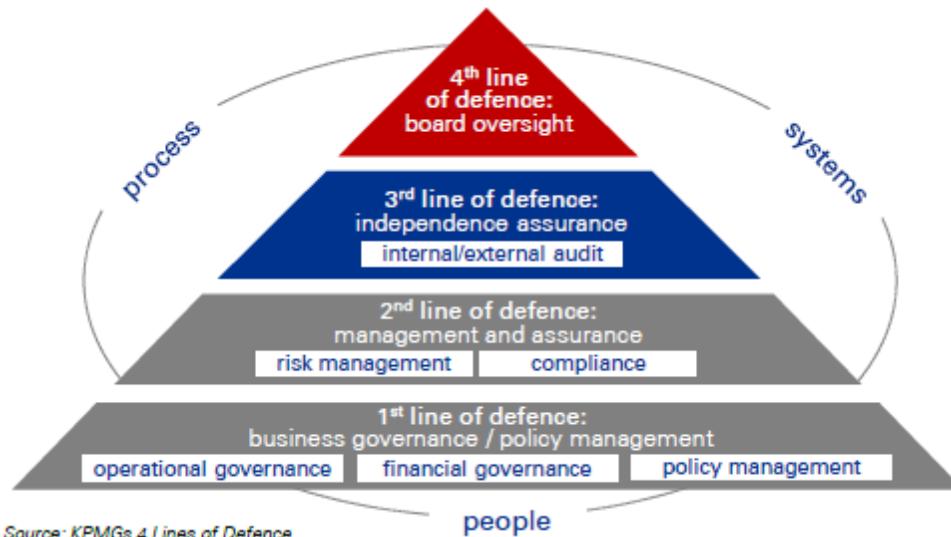 4th line
of defence:
board oversight
process
systems
3rd line of defence:
independence assurance
internal/external audit
2nd line of defence:
management and assurance
risk management
compliance
1st line of defence:
business governance / policy management
operational governance
financial governance
policy management
people
Source: KPMGs 4 Lines of Defence